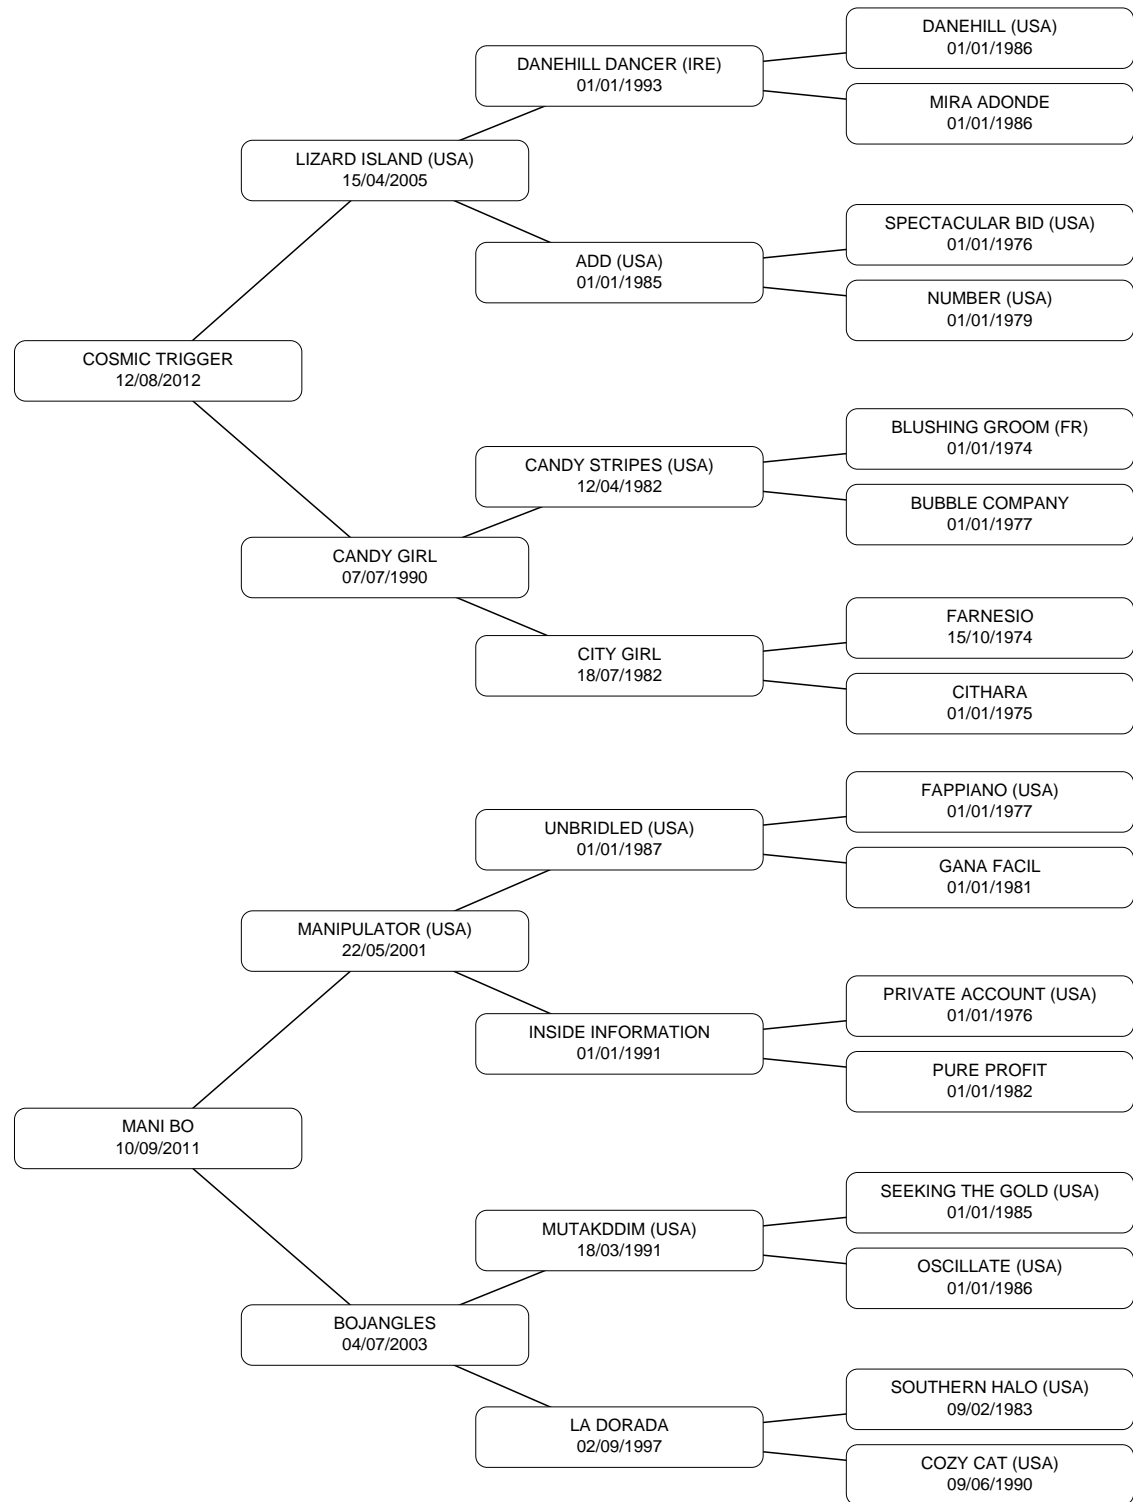 DANEHILL (USA)
01/01/1986
DANEHILL DANCER (IRE)
01/01/1993
MIRA ADONDE
01/01/1986
LIZARD ISLAND (USA)
15/04/2005
SPECTACULAR BID (USA)
01/01/1976
ADD (USA)
01/01/1985
NUMBER (USA)
01/01/1979
COSMIC TRIGGER
12/08/2012
BLUSHING GROOM (FR)
01/01/1974
CANDY STRIPES (USA)
12/04/1982
BUBBLE COMPANY
01/01/1977
CANDY GIRL
07/07/1990
FARNESIO
15/10/1974
CITY GIRL
18/07/1982
CITHARA
01/01/1975
FAPPIANO (USA)
01/01/1977
UNBRIDLED (USA)
01/01/1987
GANA FACIL
01/01/1981
MANIPULATOR (USA)
22/05/2001
PRIVATE ACCOUNT (USA)
01/01/1976
INSIDE INFORMATION
01/01/1991
PURE PROFIT
01/01/1982
MANI BO
10/09/2011
SEEKING THE GOLD (USA)
01/01/1985
MUTAKDDIM (USA)
18/03/1991
OSCILLATE (USA)
01/01/1986
BOJANGLES
04/07/2003
SOUTHERN HALO (USA)
09/02/1983
LA DORADA
02/09/1997
COZY CAT (USA)
09/06/1990